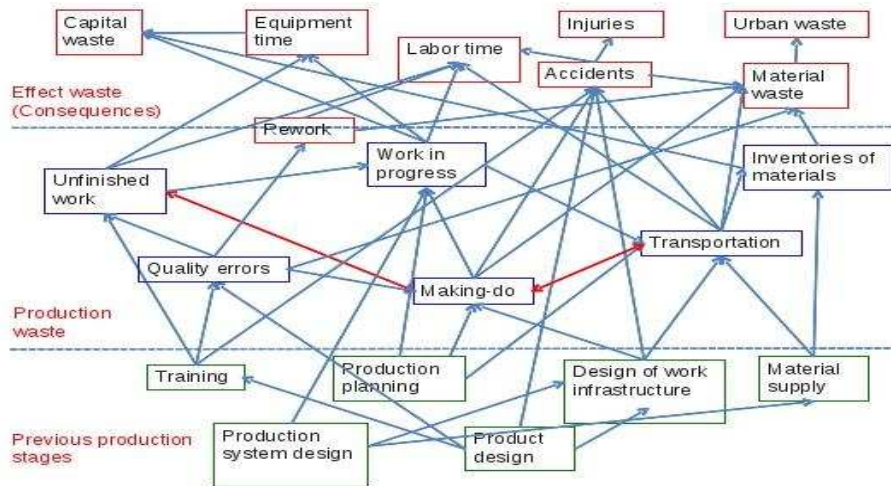 Capital
waste
Equipment
time
Labor time
Injuries
Urban waste
Accidents
Material
waste
Effect waste
(Consequences)
Rework
Work in
progress
Inventories of
materials
Unfinished
work
Transportation
Quality errors
Making-do
Production
waste
Training
Production
planning
Design of work
infrastructure
Material
supply
Previous production
stages
Production
system design
Product
design